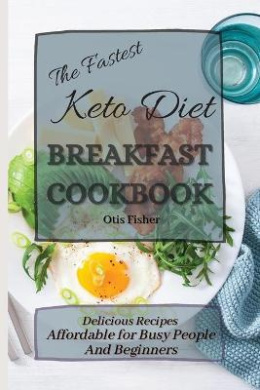 The Fastest
Keto Diet
BREAKFAST
COOKBOOK
Otis Fisher
Delicious Recipes
Affordable for Busy People
And Beginners